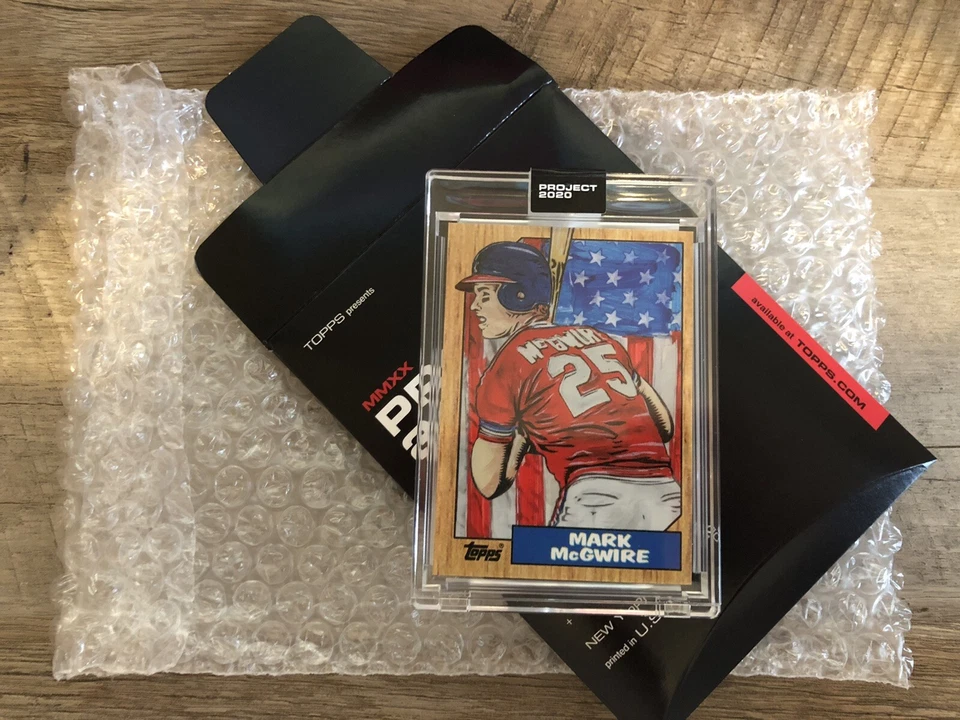 PROJECT
2020
TOPPS presents
MMXX
available at TOPPS.COM
McGWIRE
25
Topps
MARK
McGWIRE
NEW
printed in U.S.